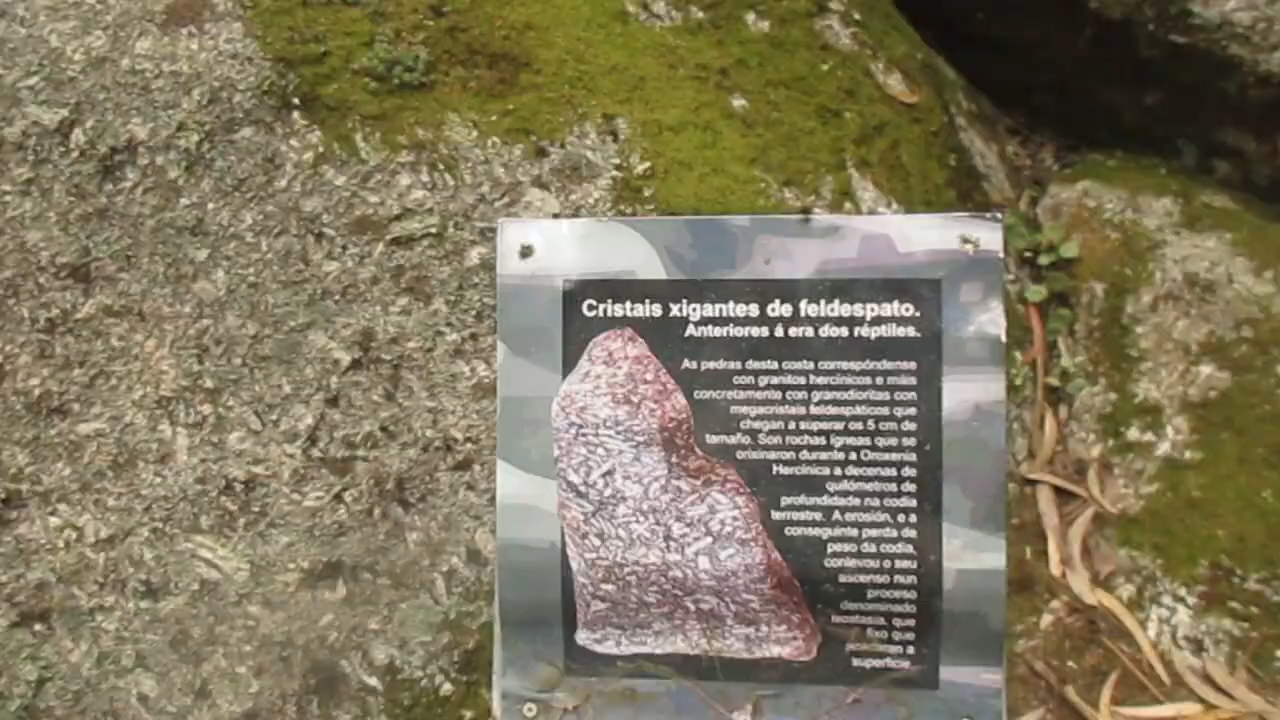 Cristais xigantes de feldespato.
Anteriores á era dos réptiles.
As pedras desta costa correspóndense
con granitos hercínicos e máis
concretamente con granodioritas con
megacristais feldespáticos que
chegan a superar os 5 cm de
tamaño. Son rochas ígneas que se
orixinaron durante a Oroxenia
Hercínica a decenas de
quilómetros de
profundidade na codia
terrestre. A erosión, e a
conseguinte perda de
peso da codia,
conlevou o seu
ascenso nun
proceso
denominado
isostasia, que
fixo que
a
superficie.